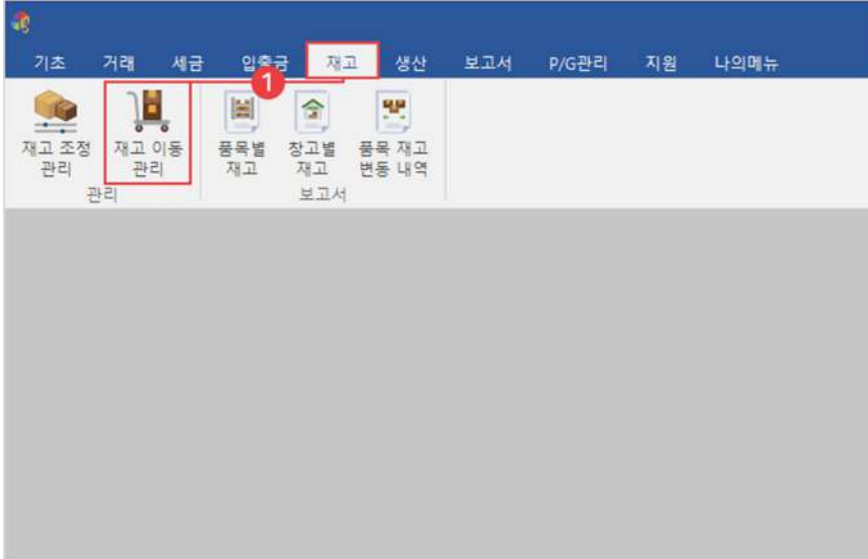 기초 거래 세금 입출금 재고 생산 보고서 P/G관리 지원 나의메뉴
1
재고 조정 재고 이동 품목별 창고별 품목 재고
관리 관리 재고 재고 변동 내역
관리 보고서